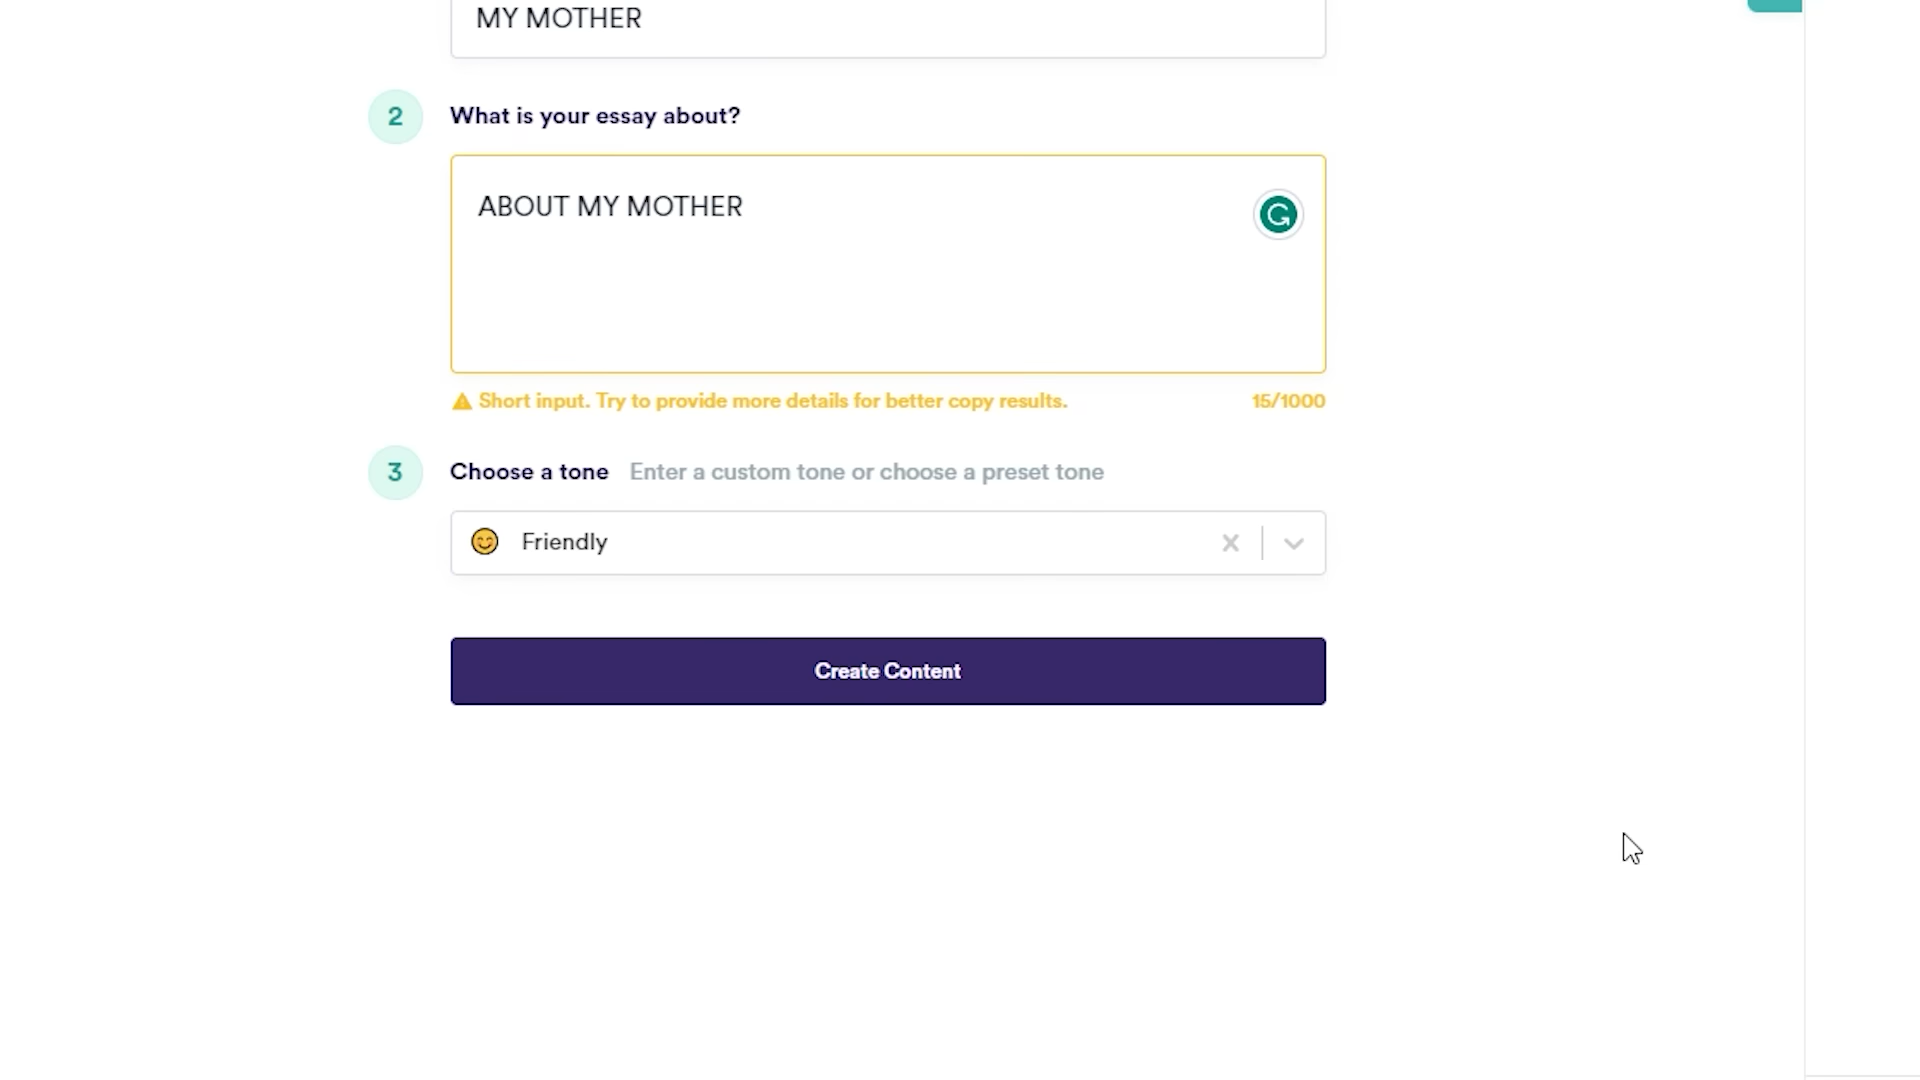 MY MOTHER
2 What is your essay about?
ABOUT MY MOTHER
Short input. Try to provide more details for better copy results. 15/1000
3 Choose a tone Enter a custom tone or choose a preset tone
Friendly
Create Content